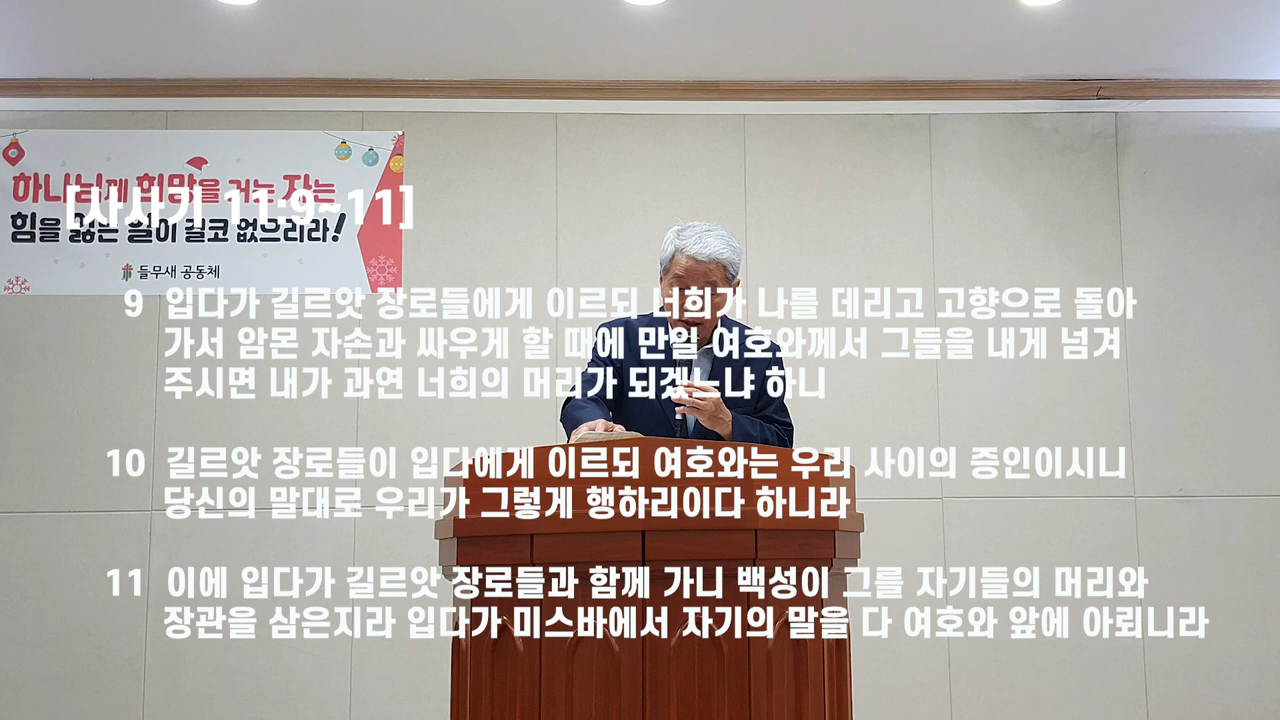 하나님께 희망을 거는 자는
힘을 잃는 일이 결코 없으리라!
들무새 공동체
[사사기 11:9~11]
9 입다가 길르앗 장로들에게 이르되 너희가 나를 데리고 고향으로 돌아
가서 암몬 자손과 싸우게 할 때에 만일 여호와께서 그들을 내게 넘겨
주시면 내가 과연 너희의 머리가 되겠느냐 하니
10 길르앗 장로들이 입다에게 이르되 여호와는 우리 사이의 증인이시니
당신의 말대로 우리가 그렇게 행하리이다 하니라
11 이에 입다가 길르앗 장로들과 함께 가니 백성이 그를 자기들의 머리와
장관을 삼은지라 입다가 미스바에서 자기의 말을 다 여호와 앞에 아뢰니라